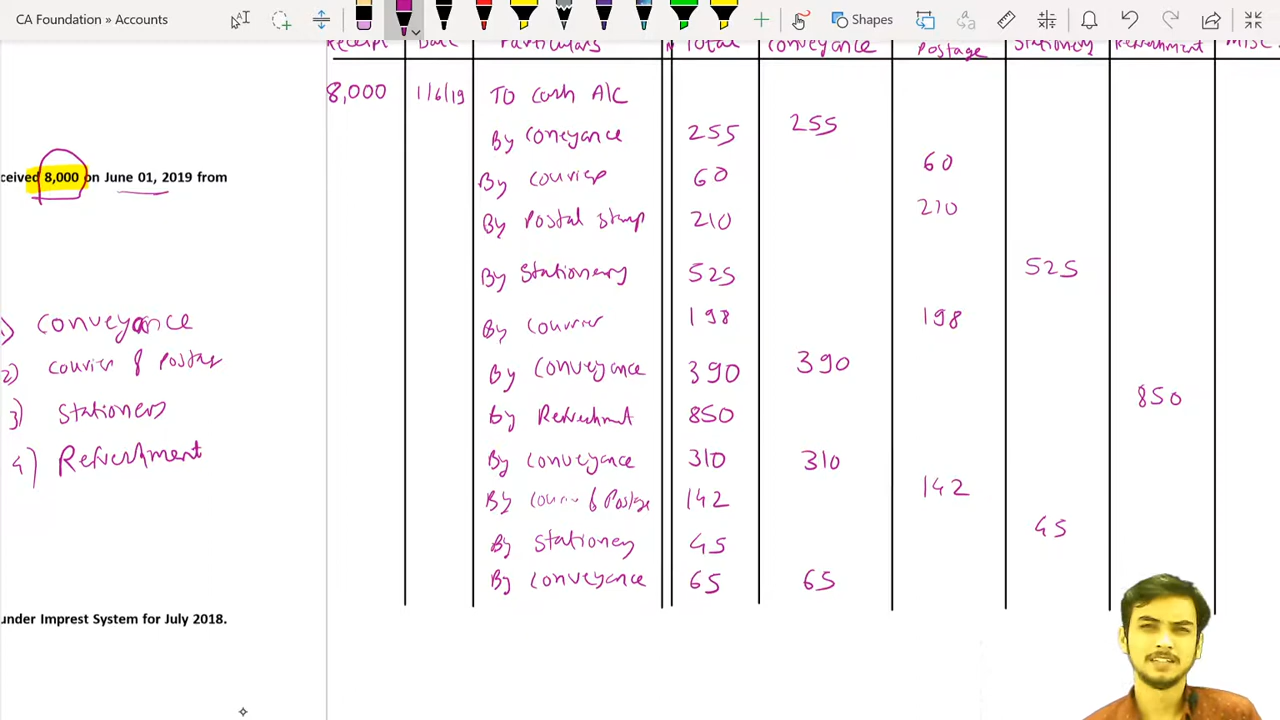 CA Foundation » Accounts
Shapes
Receipt Date Particulars Total Conveyance Postage Stationery Refreshment Misc.
8,000 1/6/19 To Cash A/C
By Coneyance 255 255
By Courier 60 60
By Postal stamp 210 210
By Stationery 525 525
By Courier 198 198
By Conveyance 390 390
By Refreshment 850 850
By Conveyance 310 310
By Courier & Postage 142 142
By Stationery 45 45
By Conveyance 65 65
ceived 8,000 on June 01, 2019 from
1) Conveyance
2) Courier & Postag
3) Stationers
4) Refreshment
under Imprest System for July 2018.